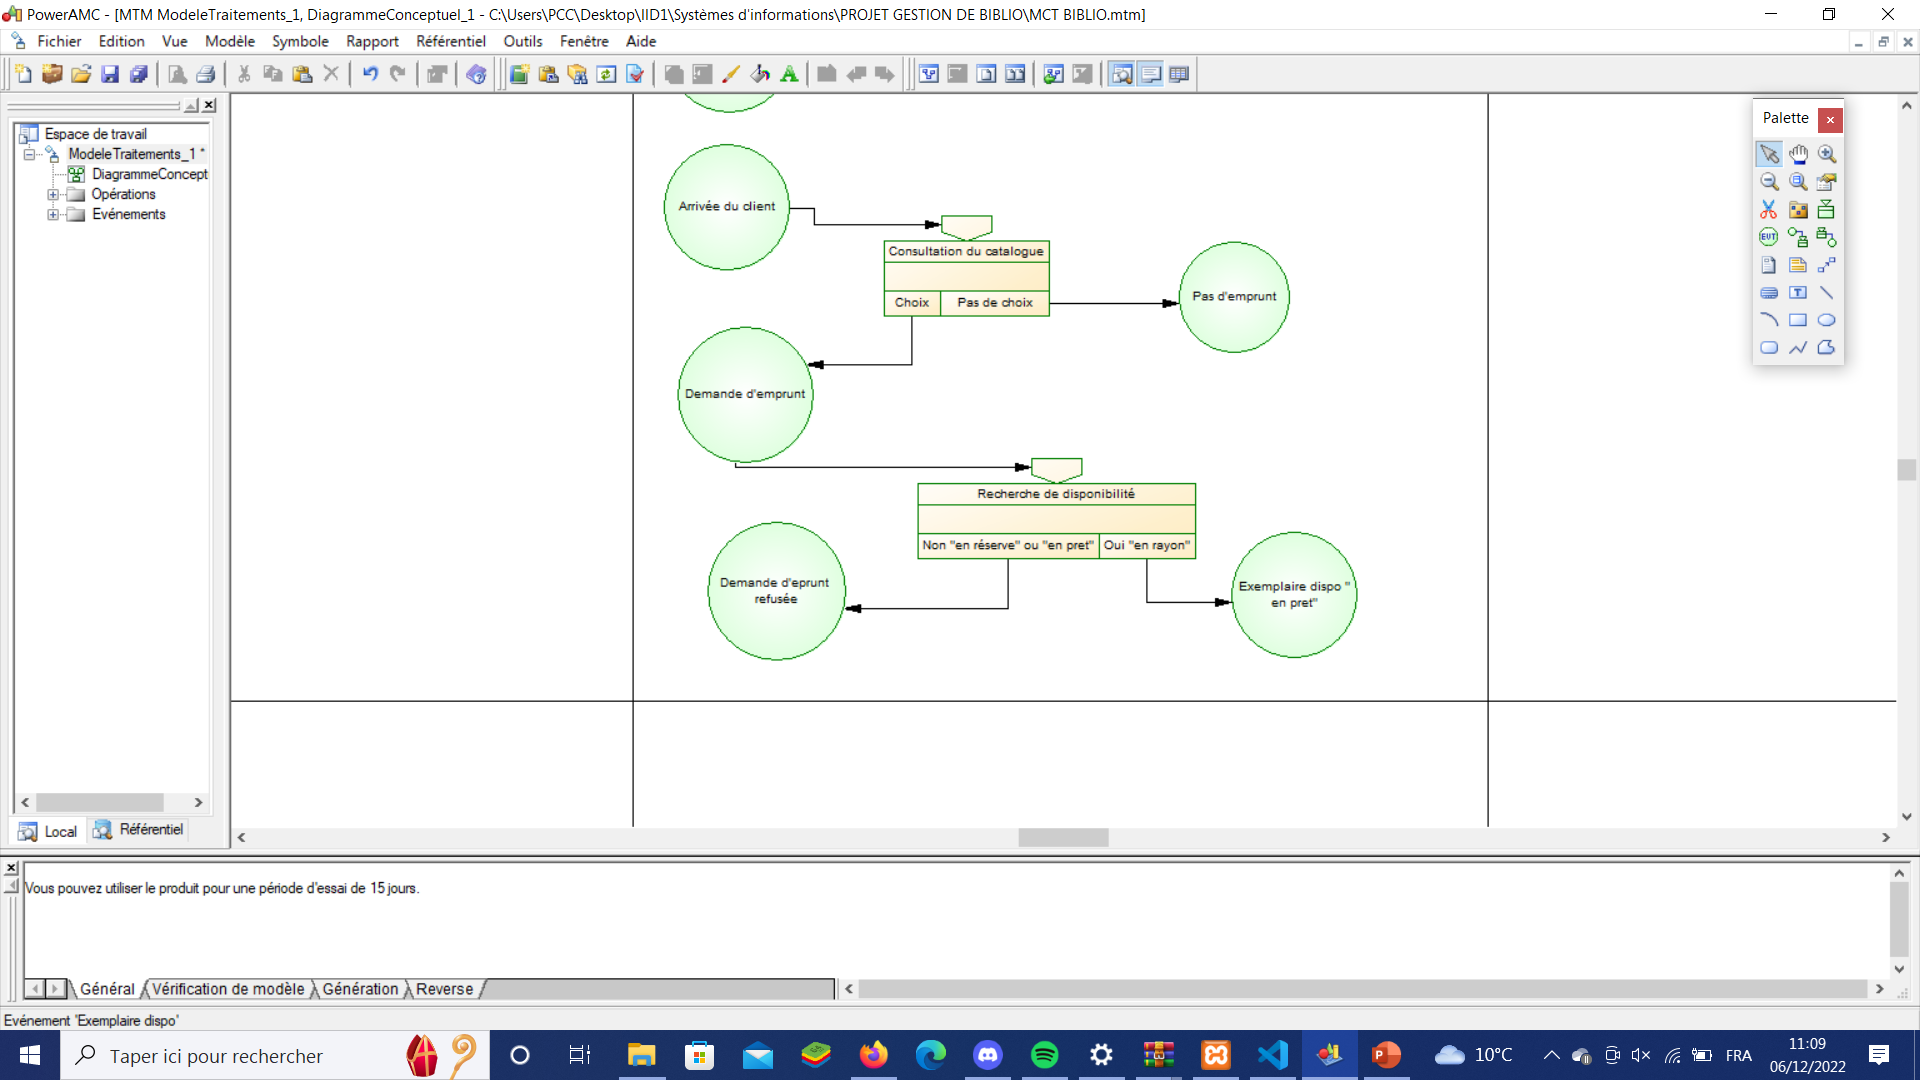 PowerAMC - [MTM ModeleTraitements_1, DiagrammeConceptuel_1 - C:\Users\PCC\Desktop\IID1\Systèmes d'informations\PROJET GESTION DE BIBLIO\MCT BIBLIO.mtm]
Fichier Edition Vue Modèle Symbole Rapport Référentiel Outils Fenêtre Aide
Espace de travail
ModeleTraitements_1 *
DiagrammeConcept
Opérations
Evénements
Local Référentiel
Palette
EVT
Arrivée du client
Consultation du catalogue
Choix Pas de choix
Pas d'emprunt
Demande d'emprunt
Recherche de disponibilité
Non "en réserve" ou "en pret" Oui "en rayon"
Demande d'eprunt
refusée
Exemplaire dispo "
en pret"
Vous pouvez utiliser le produit pour une période d'essai de 15 jours.
Général Vérification de modèle Génération Reverse
Evénement 'Exemplaire dispo'
Taper ici pour rechercher
10°C
FRA
11:09
06/12/2022